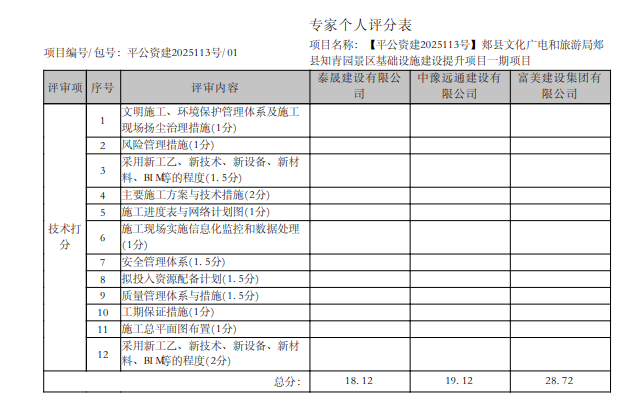 专家个人评分表
项目编号/包号：平公资建2025113号/01
项目名称：【平公资建2025113号】郏县文化广电和旅游局郏
县知青园景区基础设施建设提升项目一期项目
评审项 序号 评审内容 泰晟建设有限公
司 中豫远通建设有
限公司 富美建设集团有
限公司
技术打
分
1 文明施工、环境保护管理体系及施工
现场扬尘治理措施(1分)
2 风险管理措施(1分)
3 采用新工乙、新技术、新设备、新材
料、BIM等的程度(1.5分)
4 主要施工方案与技术措施(2分)
5 施工进度表与网络计划图(1分)
6 施工现场实施信息化监控和数据处理
(1分)
7 安全管理体系(1.5分)
8 拟投入资源配备计划(1.5分)
9 质量管理体系与措施(1.5分)
10 工期保证措施(1分)
11 施工总平面图布置(1分)
12 采用新工乙、新技术、新设备、新材
料、BIM等的程度(2分)
总分： 18.12 19.12 28.72